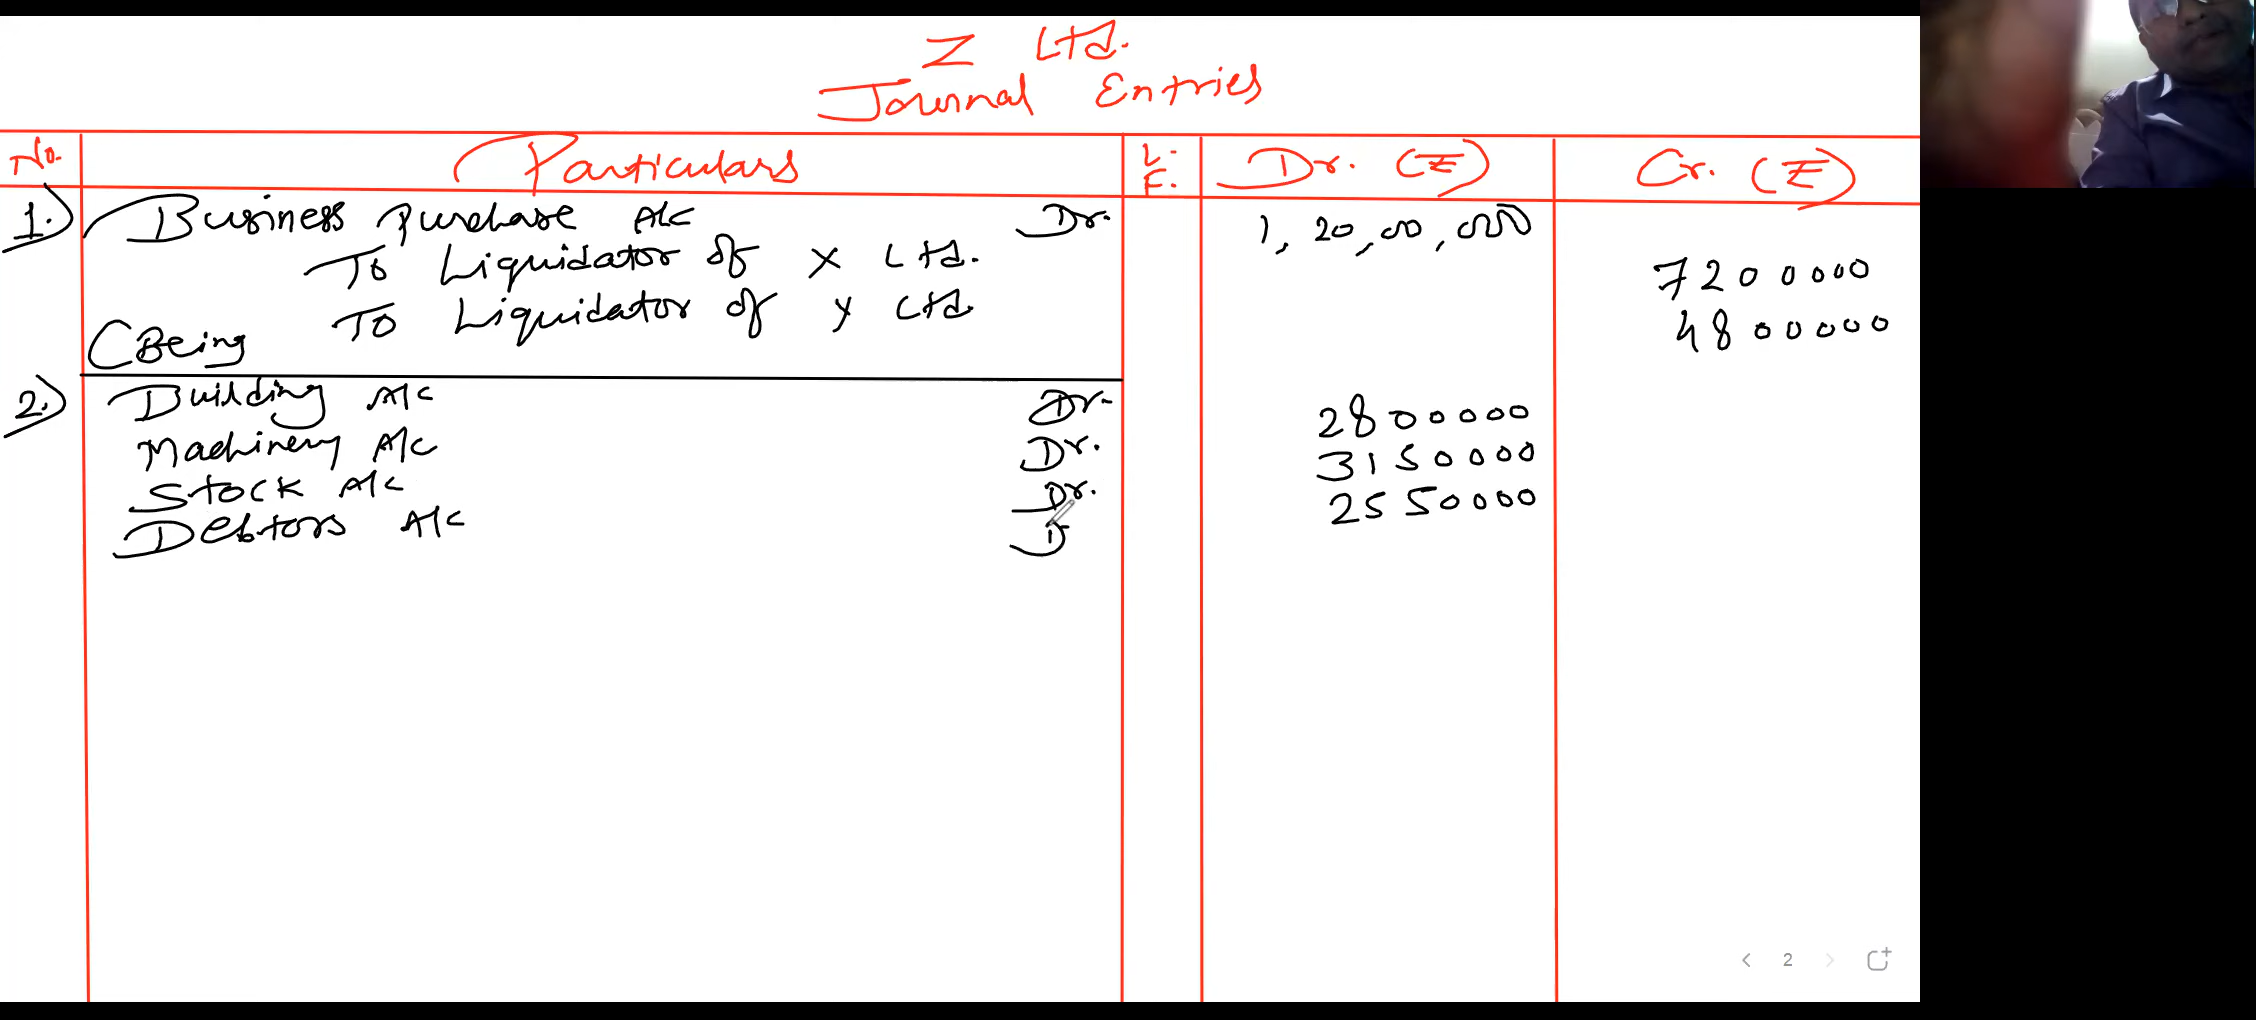 Z Ltd.
Journal Entries
No. Particulars L.F. Dr. (₹) Cr. (₹)
1.) Business Purchase A/c Dr. 1,20,00,000
To Liquidator of X Ltd. 7200000
To Liquidator of Y Ltd. 4800000
(Being
2.) Building A/c Dr. 2800000
Machinery A/c Dr. 3150000
Stock A/c Dr. 2550000
Debtors A/c D
2